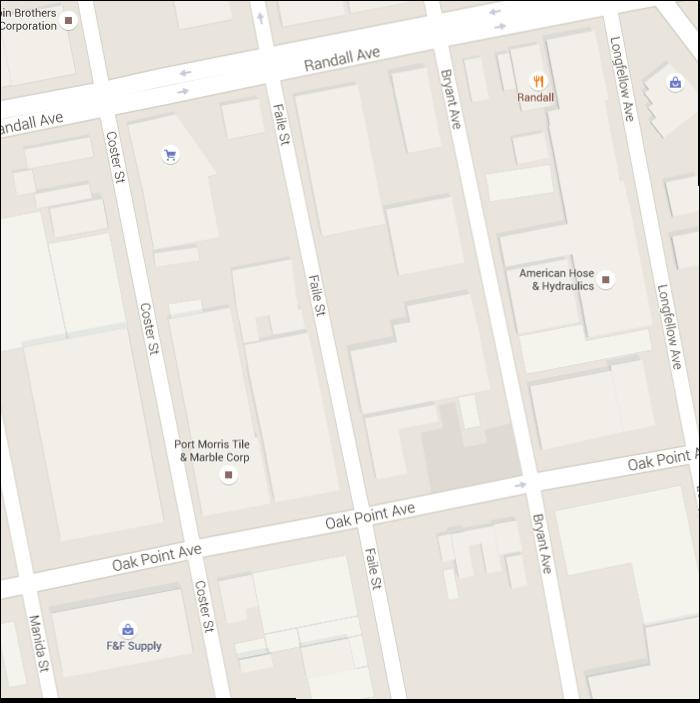 pin Brothers
Corporation
Randall Ave
andall Ave
Randall
Longfellow Ave
Bryant Ave
Faile St
Coster St
American Hose
& Hydraulics
Faile St
Coster St
Longfellow Ave
Port Morris Tile
& Marble Corp
Oak Point A
Oak Point Ave
Oak Point Ave
Bryant Ave
Faile St
Coster St
Manida St
F&F Supply